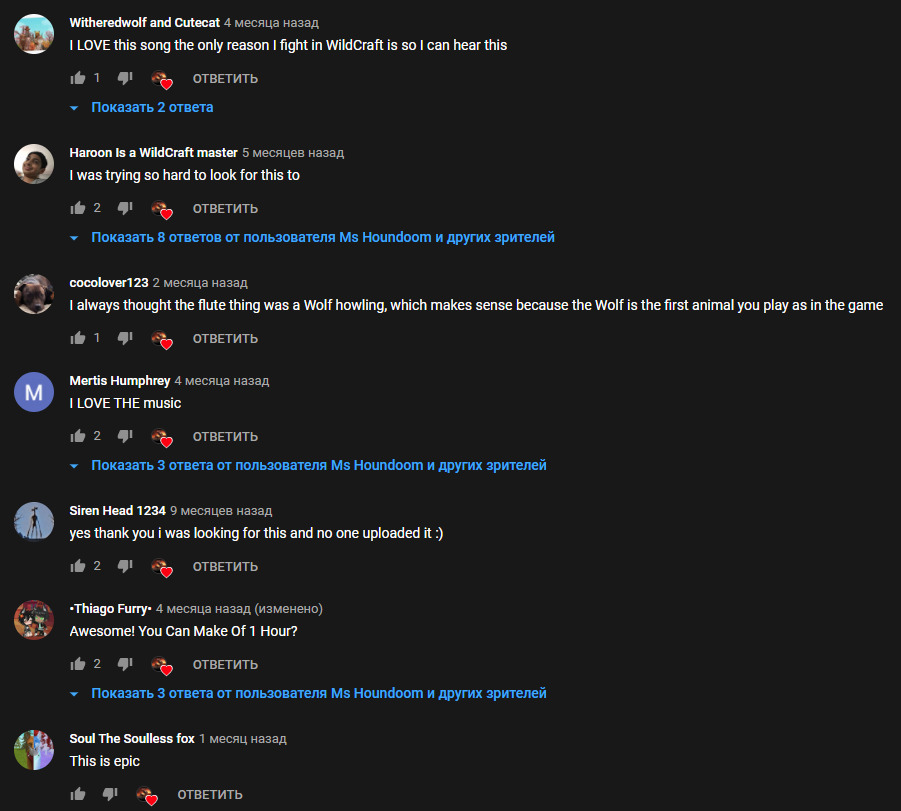 Witheredwolf and Cutecat 4 месяца назад
I LOVE this song the only reason I fight in WildCraft is so I can hear this
1 ОТВЕТИТЬ
Показать 2 ответа
Haroon Is a WildCraft master 5 месяцев назад
I was trying so hard to look for this to
2 ОТВЕТИТЬ
Показать 8 ответов от пользователя Ms Houndoom и других зрителей
cocolover123 2 месяца назад
I always thought the flute thing was a Wolf howling, which makes sense because the Wolf is the first animal you play as in the game
1 ОТВЕТИТЬ
M
Mertis Humphrey 4 месяца назад
I LOVE THE music
2 ОТВЕТИТЬ
Показать 3 ответа от пользователя Ms Houndoom и других зрителей
Siren Head 1234 9 месяцев назад
yes thank you i was looking for this and no one uploaded it :)
2 ОТВЕТИТЬ
•Thiago Furry• 4 месяца назад (изменено)
Awesome! You Can Make Of 1 Hour?
2 ОТВЕТИТЬ
Показать 3 ответа от пользователя Ms Houndoom и других зрителей
Soul The Soulless fox 1 месяц назад
This is epic
ОТВЕТИТЬ